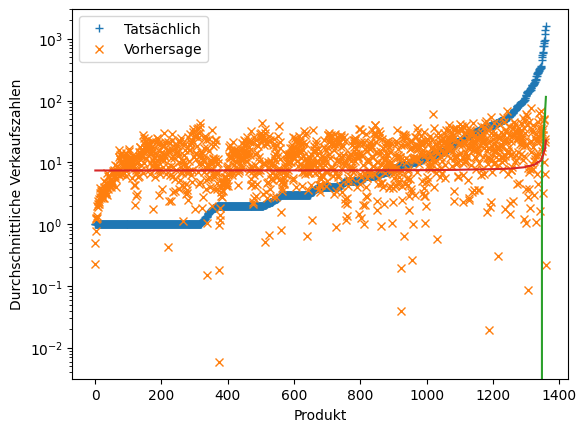 Tatsächlich
Vorhersage
Durchschnittliche Verkaufszahlen
10³
10²
10¹
10⁰
10⁻¹
10⁻²
0 200 400 600 800 1000 1200 1400
Produkt